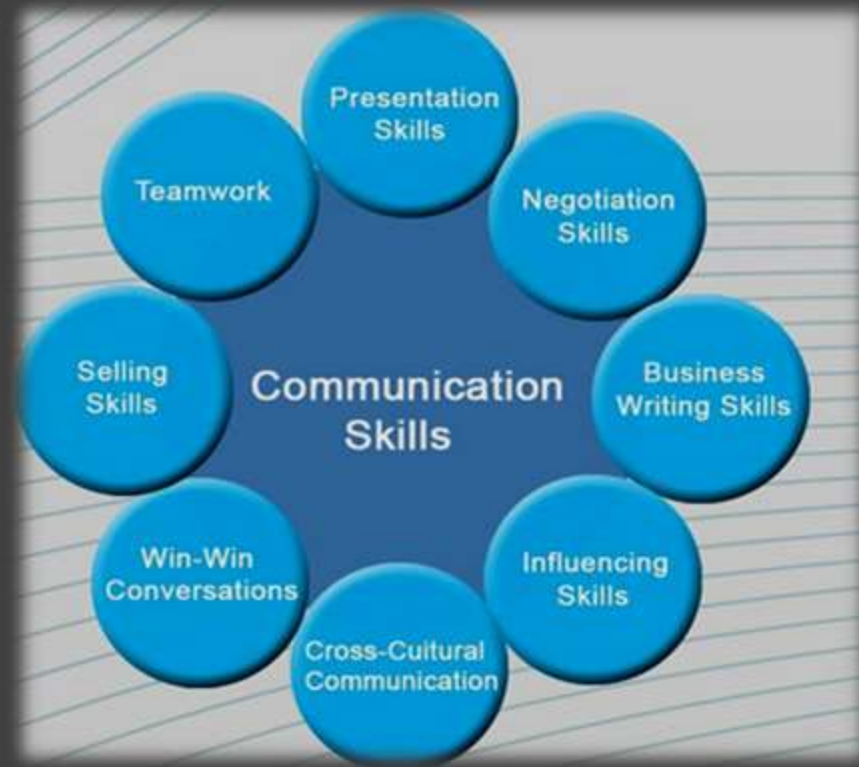 Presentation
Skills
Negotiation
Skills
Business
Writing Skills
Influencing
Skills
Cross-Cultural
Communication
Win-Win
Conversations
Selling
Skills
Teamwork
Communication
Skills